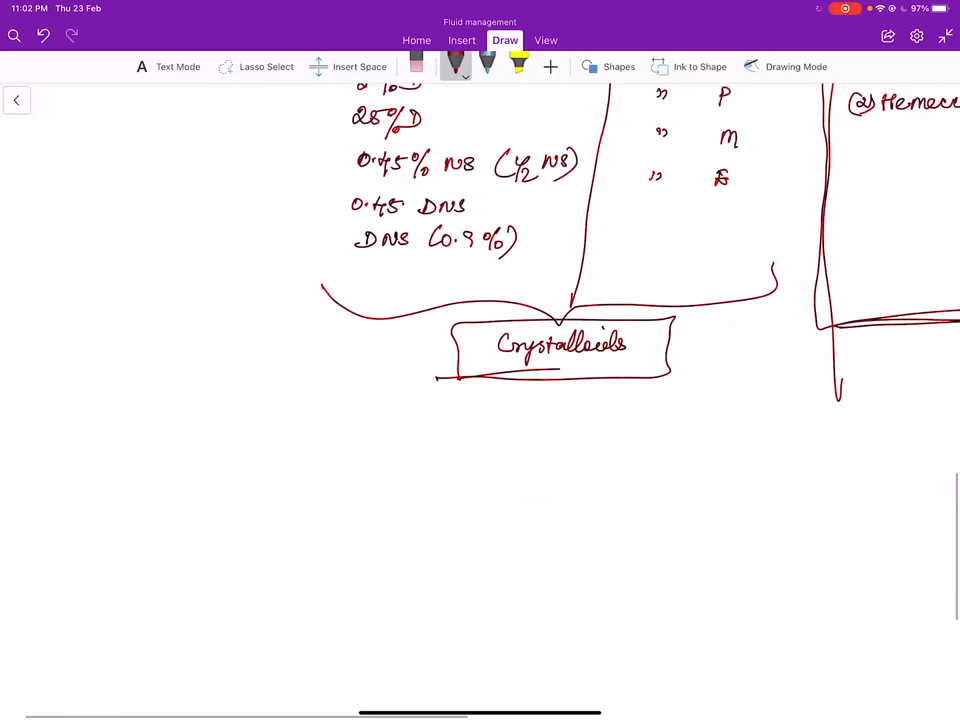 11:02 PM Thu 23 Feb
97%
Fluid management
Home Insert Draw View
Text Mode Lasso Select Insert Space Shapes Ink to Shape Drawing Mode
25% D
0.45% NS (1/2 NS)
0.45 DNS
DNS (0.9%)
" P
" M
" E
Crystalloids